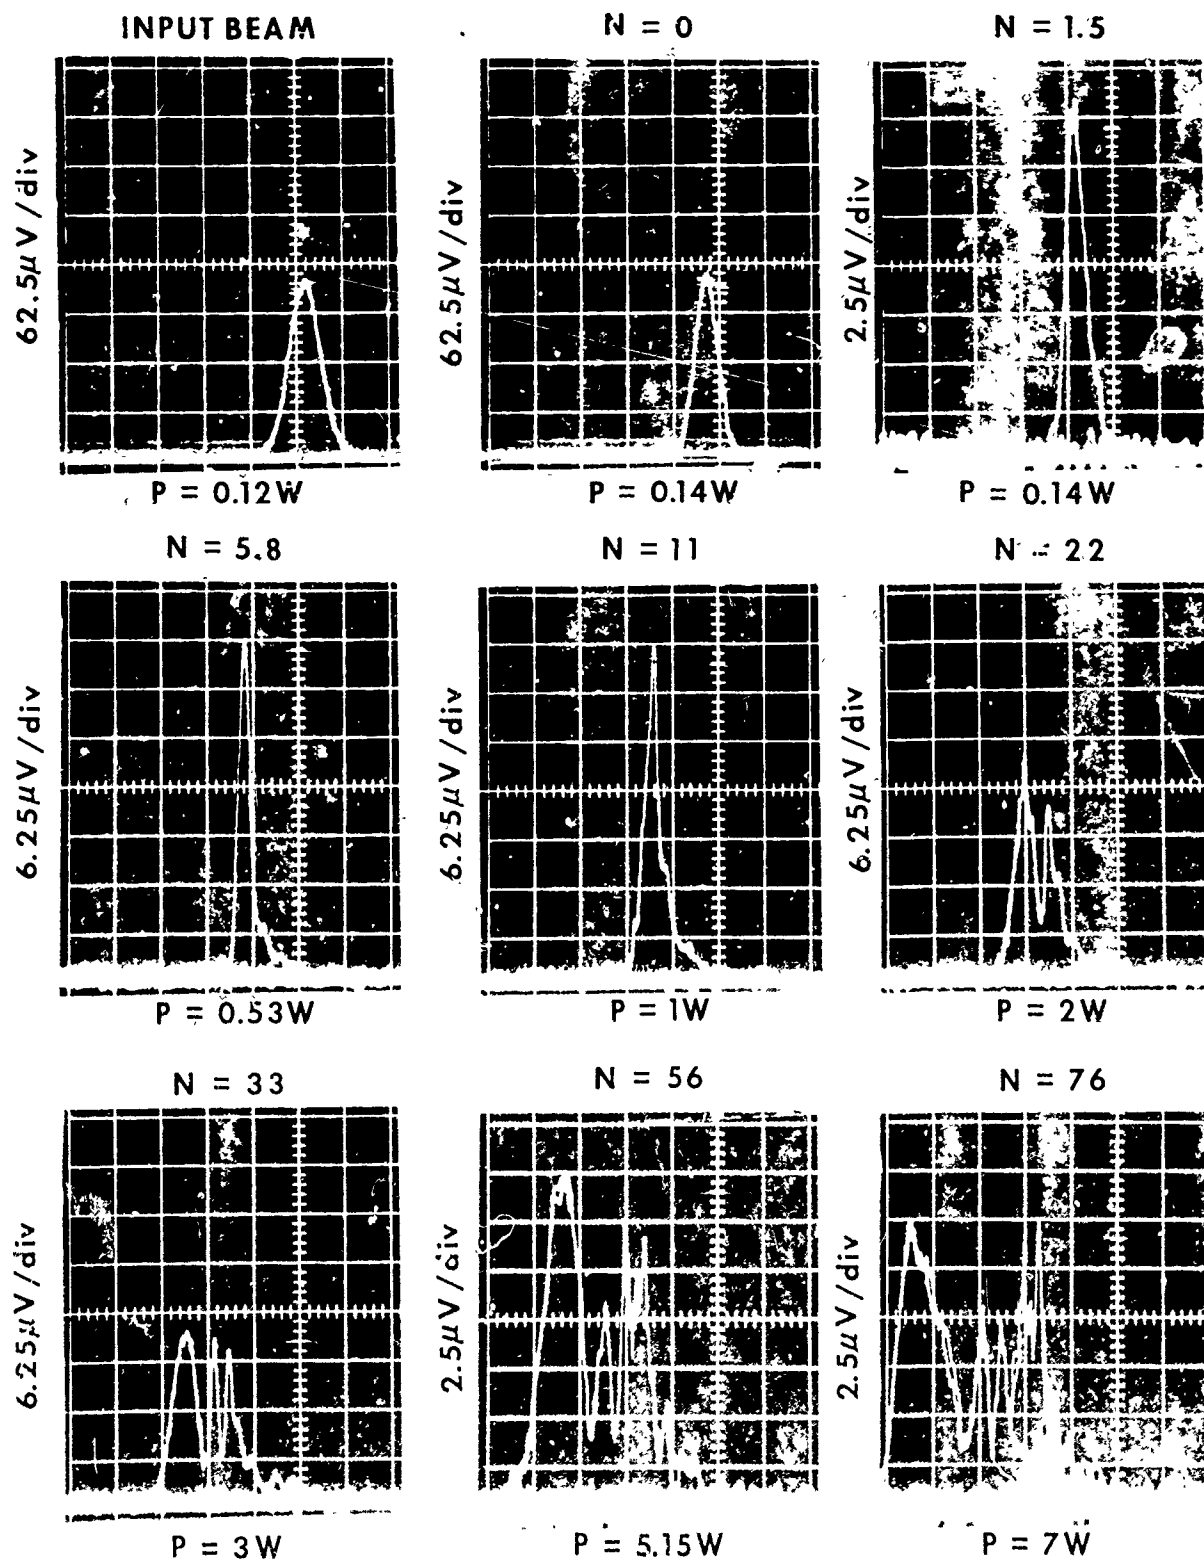 INPUT BEAM
N = 0
N = 1.5
62.5μV/div
62.5μV/div
2.5μV/div
P = 0.12W
P = 0.14W
P = 0.14W
N = 5.8
N = 11
N = 22
6.25μV/div
6.25μV/div
6.25μV/div
P = 0.53W
P = 1W
P = 2W
N = 33
N = 56
N = 76
6.25μV/div
2.5μV/div
2.5μV/div
P = 3W
P = 5.15W
P = 7W